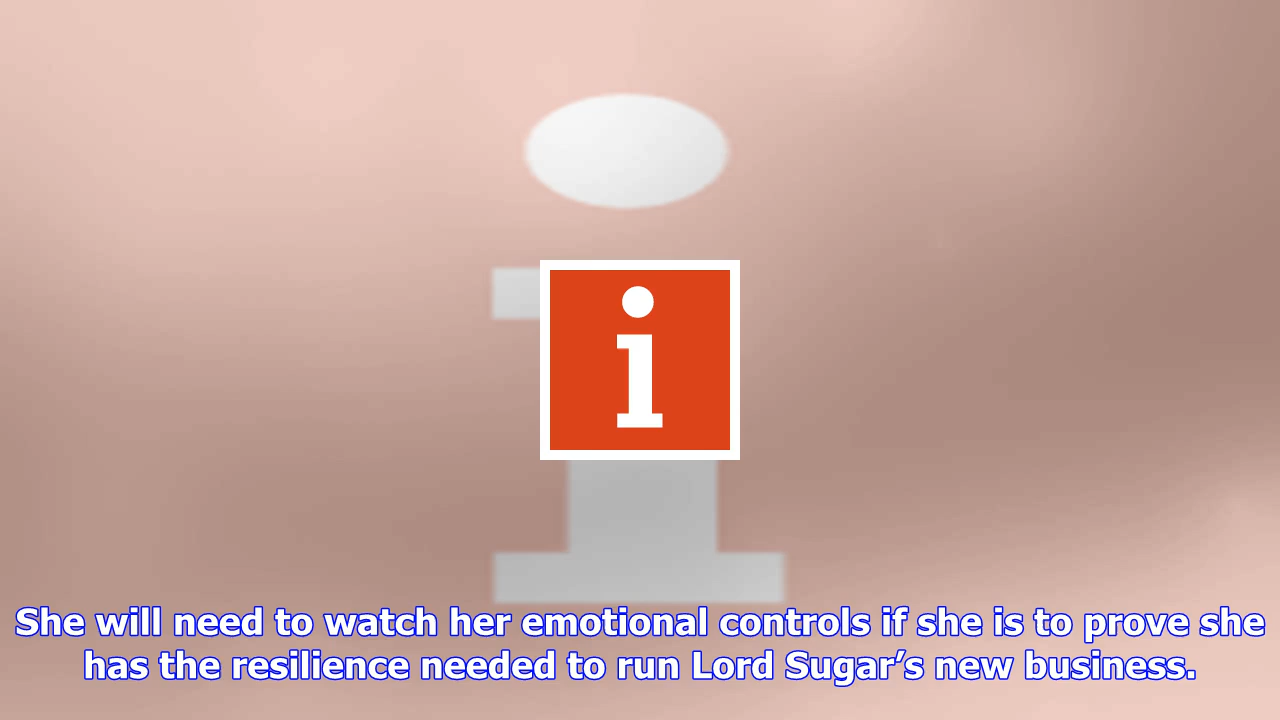 i
She will need to watch her emotional controls if she is to prove she
has the resilience needed to run Lord Sugar’s new business.